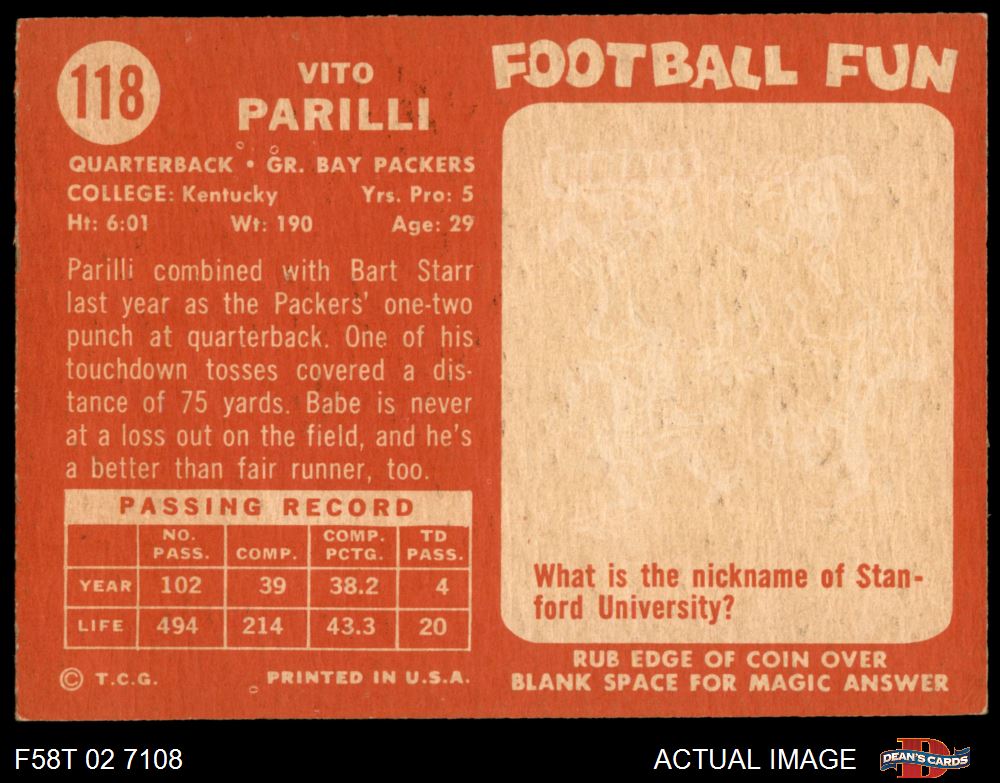 118
VITO
PARILLI
QUARTERBACK • GR. BAY PACKERS
COLLEGE: Kentucky Yrs. Pro: 5
Ht: 6:01 Wt: 190 Age: 29
Parilli combined with Bart Starr
last year as the Packers' one-two
punch at quarterback. One of his
touchdown tosses covered a dis-
tance of 75 yards. Babe is never
at a loss out on the field, and he's
a better than fair runner, too.
PASSING RECORD
NO. PASS. COMP. COMP. PCTG. TD PASS.
YEAR 102 39 38.2 4
LIFE 494 214 43.3 20
© T.C.G. PRINTED IN U.S.A.
FOOTBALL FUN
What is the nickname of Stan-
ford University?
RUB EDGE OF COIN OVER
BLANK SPACE FOR MAGIC ANSWER
F58T 02 7108 ACTUAL IMAGE DEAN'S CARDS